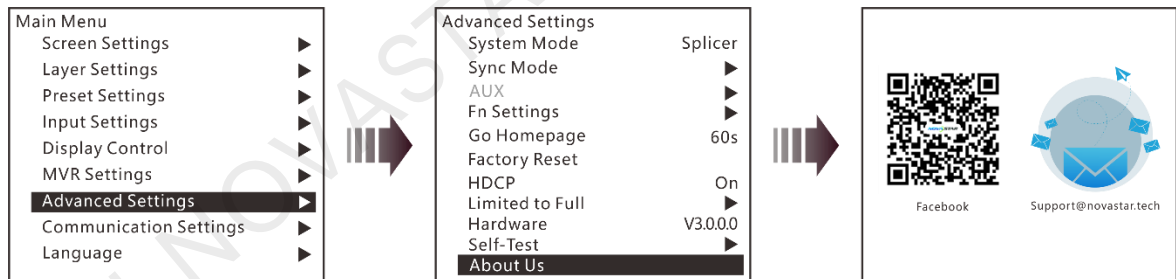 Main Menu
Screen Settings
Layer Settings
Preset Settings
Input Settings
Display Control
MVR Settings
Advanced Settings
Communication Settings
Language
Advanced Settings
System Mode Splicer
Sync Mode
AUX
Fn Settings
Go Homepage 60s
Factory Reset
HDCP On
Limited to Full
Hardware V3.0.0.0
Self-Test
About Us
Facebook
Support@novastar.tech
NOVASTAR